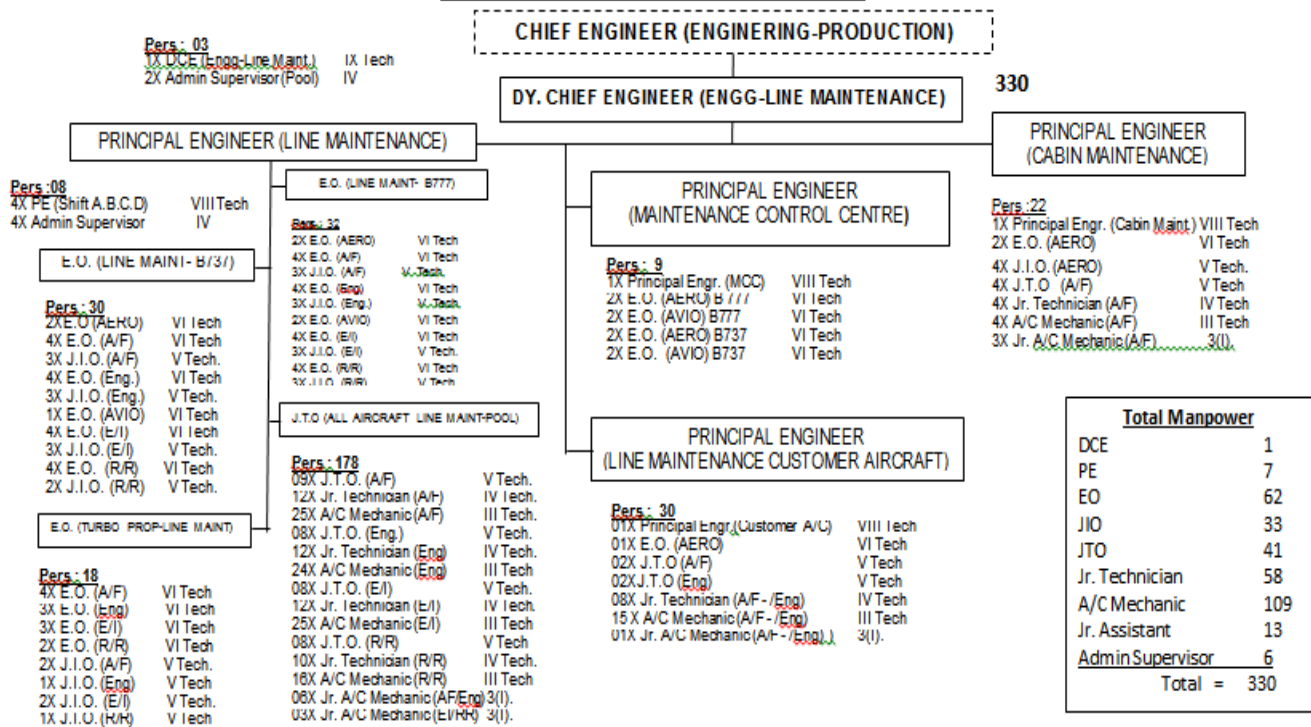 CHIEF ENGINEER (ENGINERING-PRODUCTION)
Pers.: 03
1X DCE (Engg-Line Maint.) IX Tech
2X Admin Supervisor (Pool) IV
330
DY. CHIEF ENGINEER (ENGG-LINE MAINTENANCE)
PRINCIPAL ENGINEER (LINE MAINTENANCE)
Pers :08
4X PE (Shift A.B.C.D) VIII Tech
4X Admin Supervisor IV
E.O. (LINE MAINT- B737)
Pers : 30
2X E.O (AERO) VI Tech
4X E.O. (A/F) VI Tech
3X J.I.O. (A/F) V Tech.
4X E.O. (Eng.) VI Tech
3X J.I.O. (Eng.) V Tech.
1X E.O. (AVIO) VI Tech
4X E.O. (E/I) VI Tech
3X J.I.O. (E/I) V Tech.
4X E.O. (R/R) VI Tech
2X J.I.O. (R/R) V Tech.
E.O. (TURBO PROP-LINE MAINT)
Pers : 18
4X E.O. (A/F) VI Tech
3X E.O. (Eng) VI Tech
3X E.O. (E/I) VI Tech
2X E.O. (R/R) VI Tech
2X J.I.O. (A/F) V Tech.
1X J.I.O. (Eng) V Tech
2X J.I.O. (E/I) V Tech.
1X J.I.O. (R/R) V Tech
E.O. (LINE MAINT- B777)
Pers : 32
2X E.O. (AERO) VI Tech
4X E.O. (A/F) VI Tech
3X J.I.O. (A/F) V Tech.
4X E.O. (Eng) VI Tech
3X J.I.O. (Eng.) V Tech.
2X E.O. (AVIO) VI Tech
4X E.O. (E/I) VI Tech
3X J.I.O. (E/I) V Tech.
4X E.O. (R/R) VI Tech
3X J.I.O. (R/R) V Tech
J.T.O (ALL AIRCRAFT LINE MAINT-POOL)
Pers : 178
09X J.T.O. (A/F) V Tech.
12X Jr. Technician (A/F) IV Tech.
25X A/C Mechanic (A/F) III Tech.
08X J.T.O. (Eng.) V Tech.
12X Jr. Technician (Eng) IV Tech.
24X A/C Mechanic (Eng) III Tech
08X J.T.O. (E/I) V Tech.
12X Jr. Technician (E/I) IV Tech.
25X A/C Mechanic (E/I) III Tech
08X J.T.O. (R/R) V Tech
10X Jr. Technician (R/R) IV Tech.
16X A/C Mechanic (R/R) III Tech
06X Jr. A/C Mechanic (AF/Eng) 3(I).
03X Jr. A/C Mechanic (EI/RR) 3(I).
PRINCIPAL ENGINEER
(MAINTENANCE CONTROL CENTRE)
Pers : 9
1X Principal Engr. (MCC) VIII Tech
2X E.O. (AERO) B 777 VI Tech
2X E.O. (AVIO) B777 VI Tech
2X E.O. (AERO) B737 VI Tech
2X E.O. (AVIO) B737 VI Tech
PRINCIPAL ENGINEER
(LINE MAINTENANCE CUSTOMER AIRCRAFT)
Pers : 30
01X Principal Engr.(Customer A/C) VIII Tech
01X E.O. (AERO) VI Tech
02X J.T.O (A/F) V Tech
02X J.T.O (Eng) V Tech
08X Jr. Technician (A/F - /Eng) IV Tech
15 X A/C Mechanic (A/F - /Eng) III Tech
01X Jr. A/C Mechanic (A/F - /Eng) ) 3(I).
PRINCIPAL ENGINEER
(CABIN MAINTENANCE)
Pers :22
1X Principal Engr. (Cabin Maint.) VIII Tech
2X E.O. (AERO) VI Tech
4X J.I.O. (AERO) V Tech.
4X J.T.O (A/F) V Tech.
4X Jr. Technician (A/F) IV Tech
4X A/C Mechanic (A/F) III Tech
3X Jr. A/C Mechanic (A/F) 3(I).
Total Manpower
DCE 1
PE 7
EO 62
JIO 33
JTO 41
Jr. Technician 58
A/C Mechanic 109
Jr. Assistant 13
Admin Supervisor 6
Total = 330